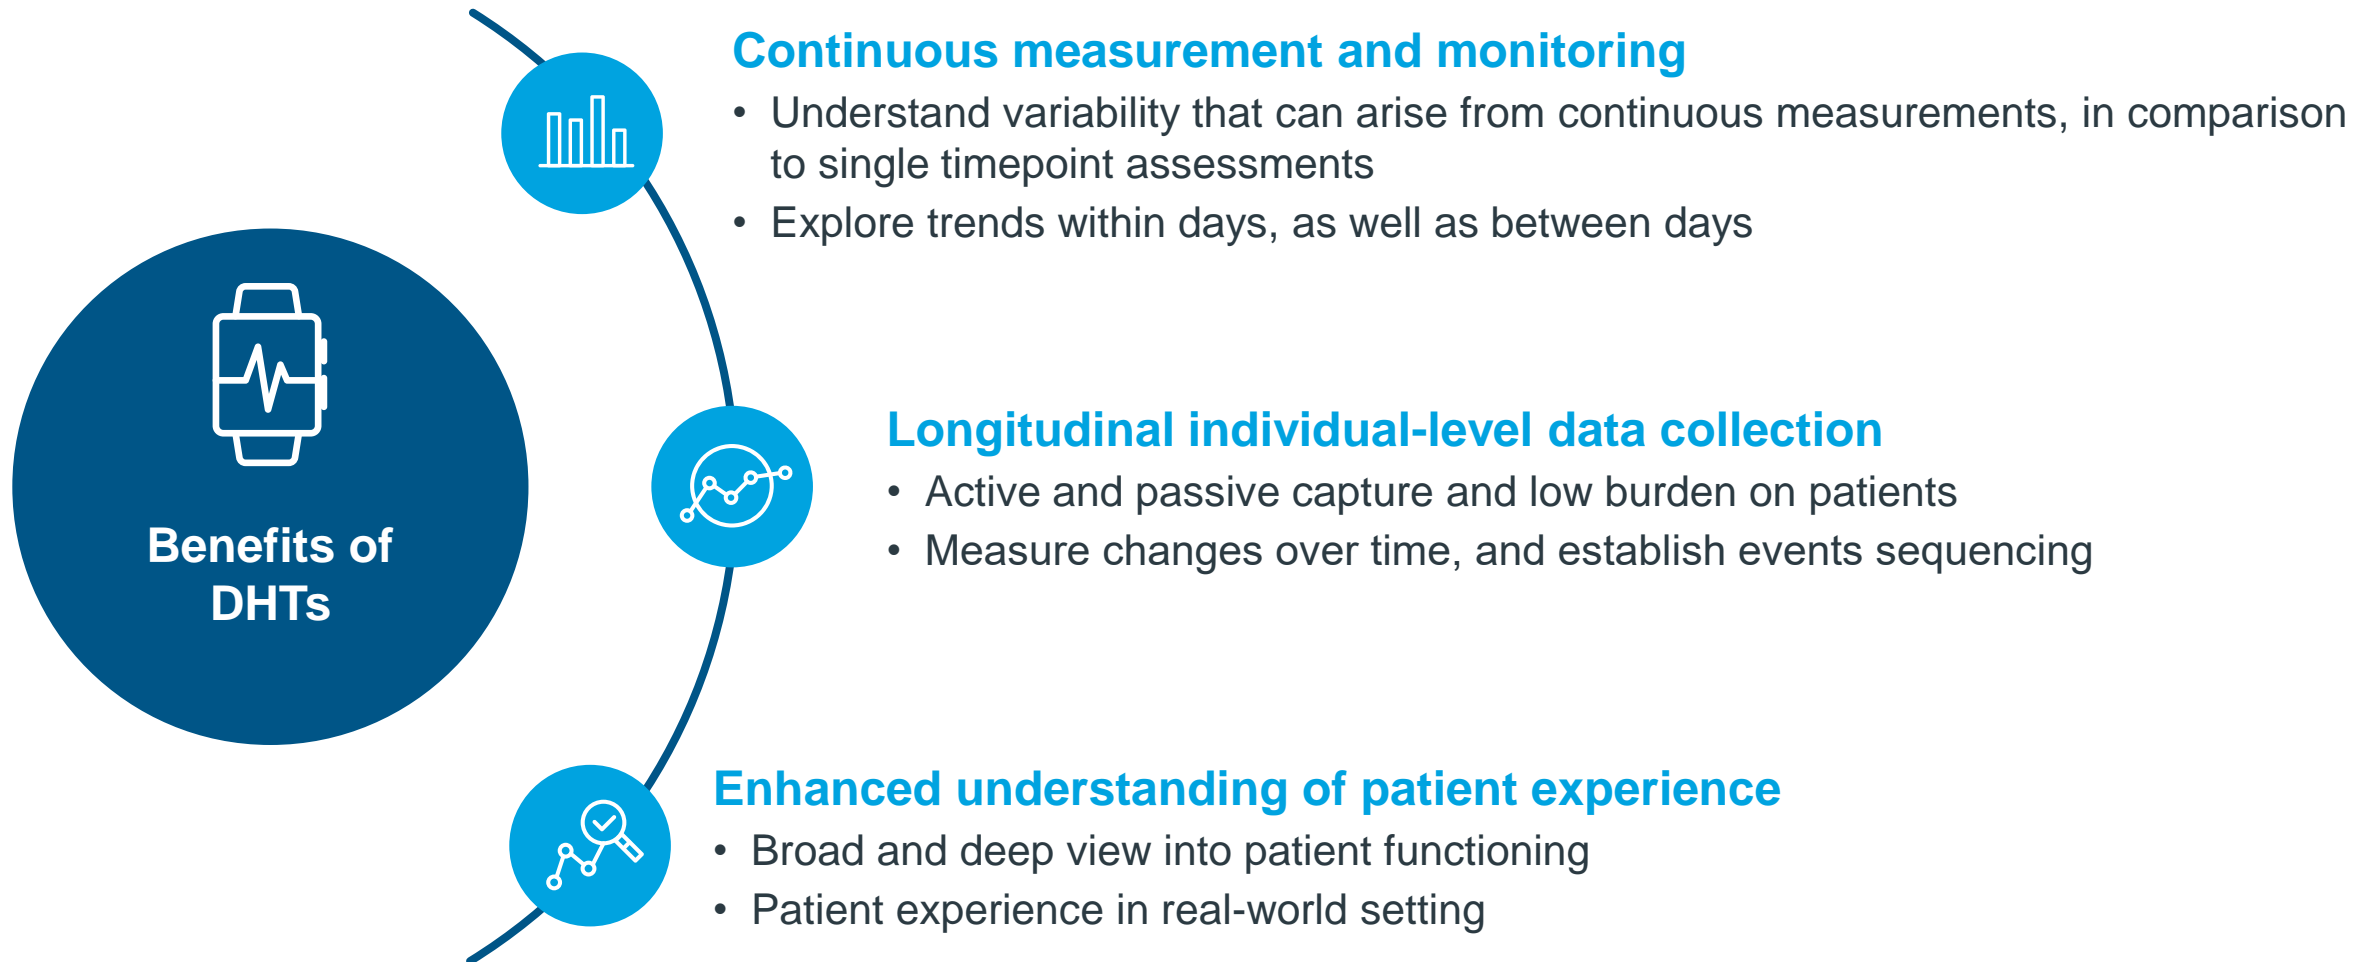 Benefits of
DHTs
Continuous measurement and monitoring
• Understand variability that can arise from continuous measurements, in comparison
to single timepoint assessments
• Explore trends within days, as well as between days
Longitudinal individual-level data collection
• Active and passive capture and low burden on patients
• Measure changes over time, and establish events sequencing
Enhanced understanding of patient experience
• Broad and deep view into patient functioning
• Patient experience in real-world setting